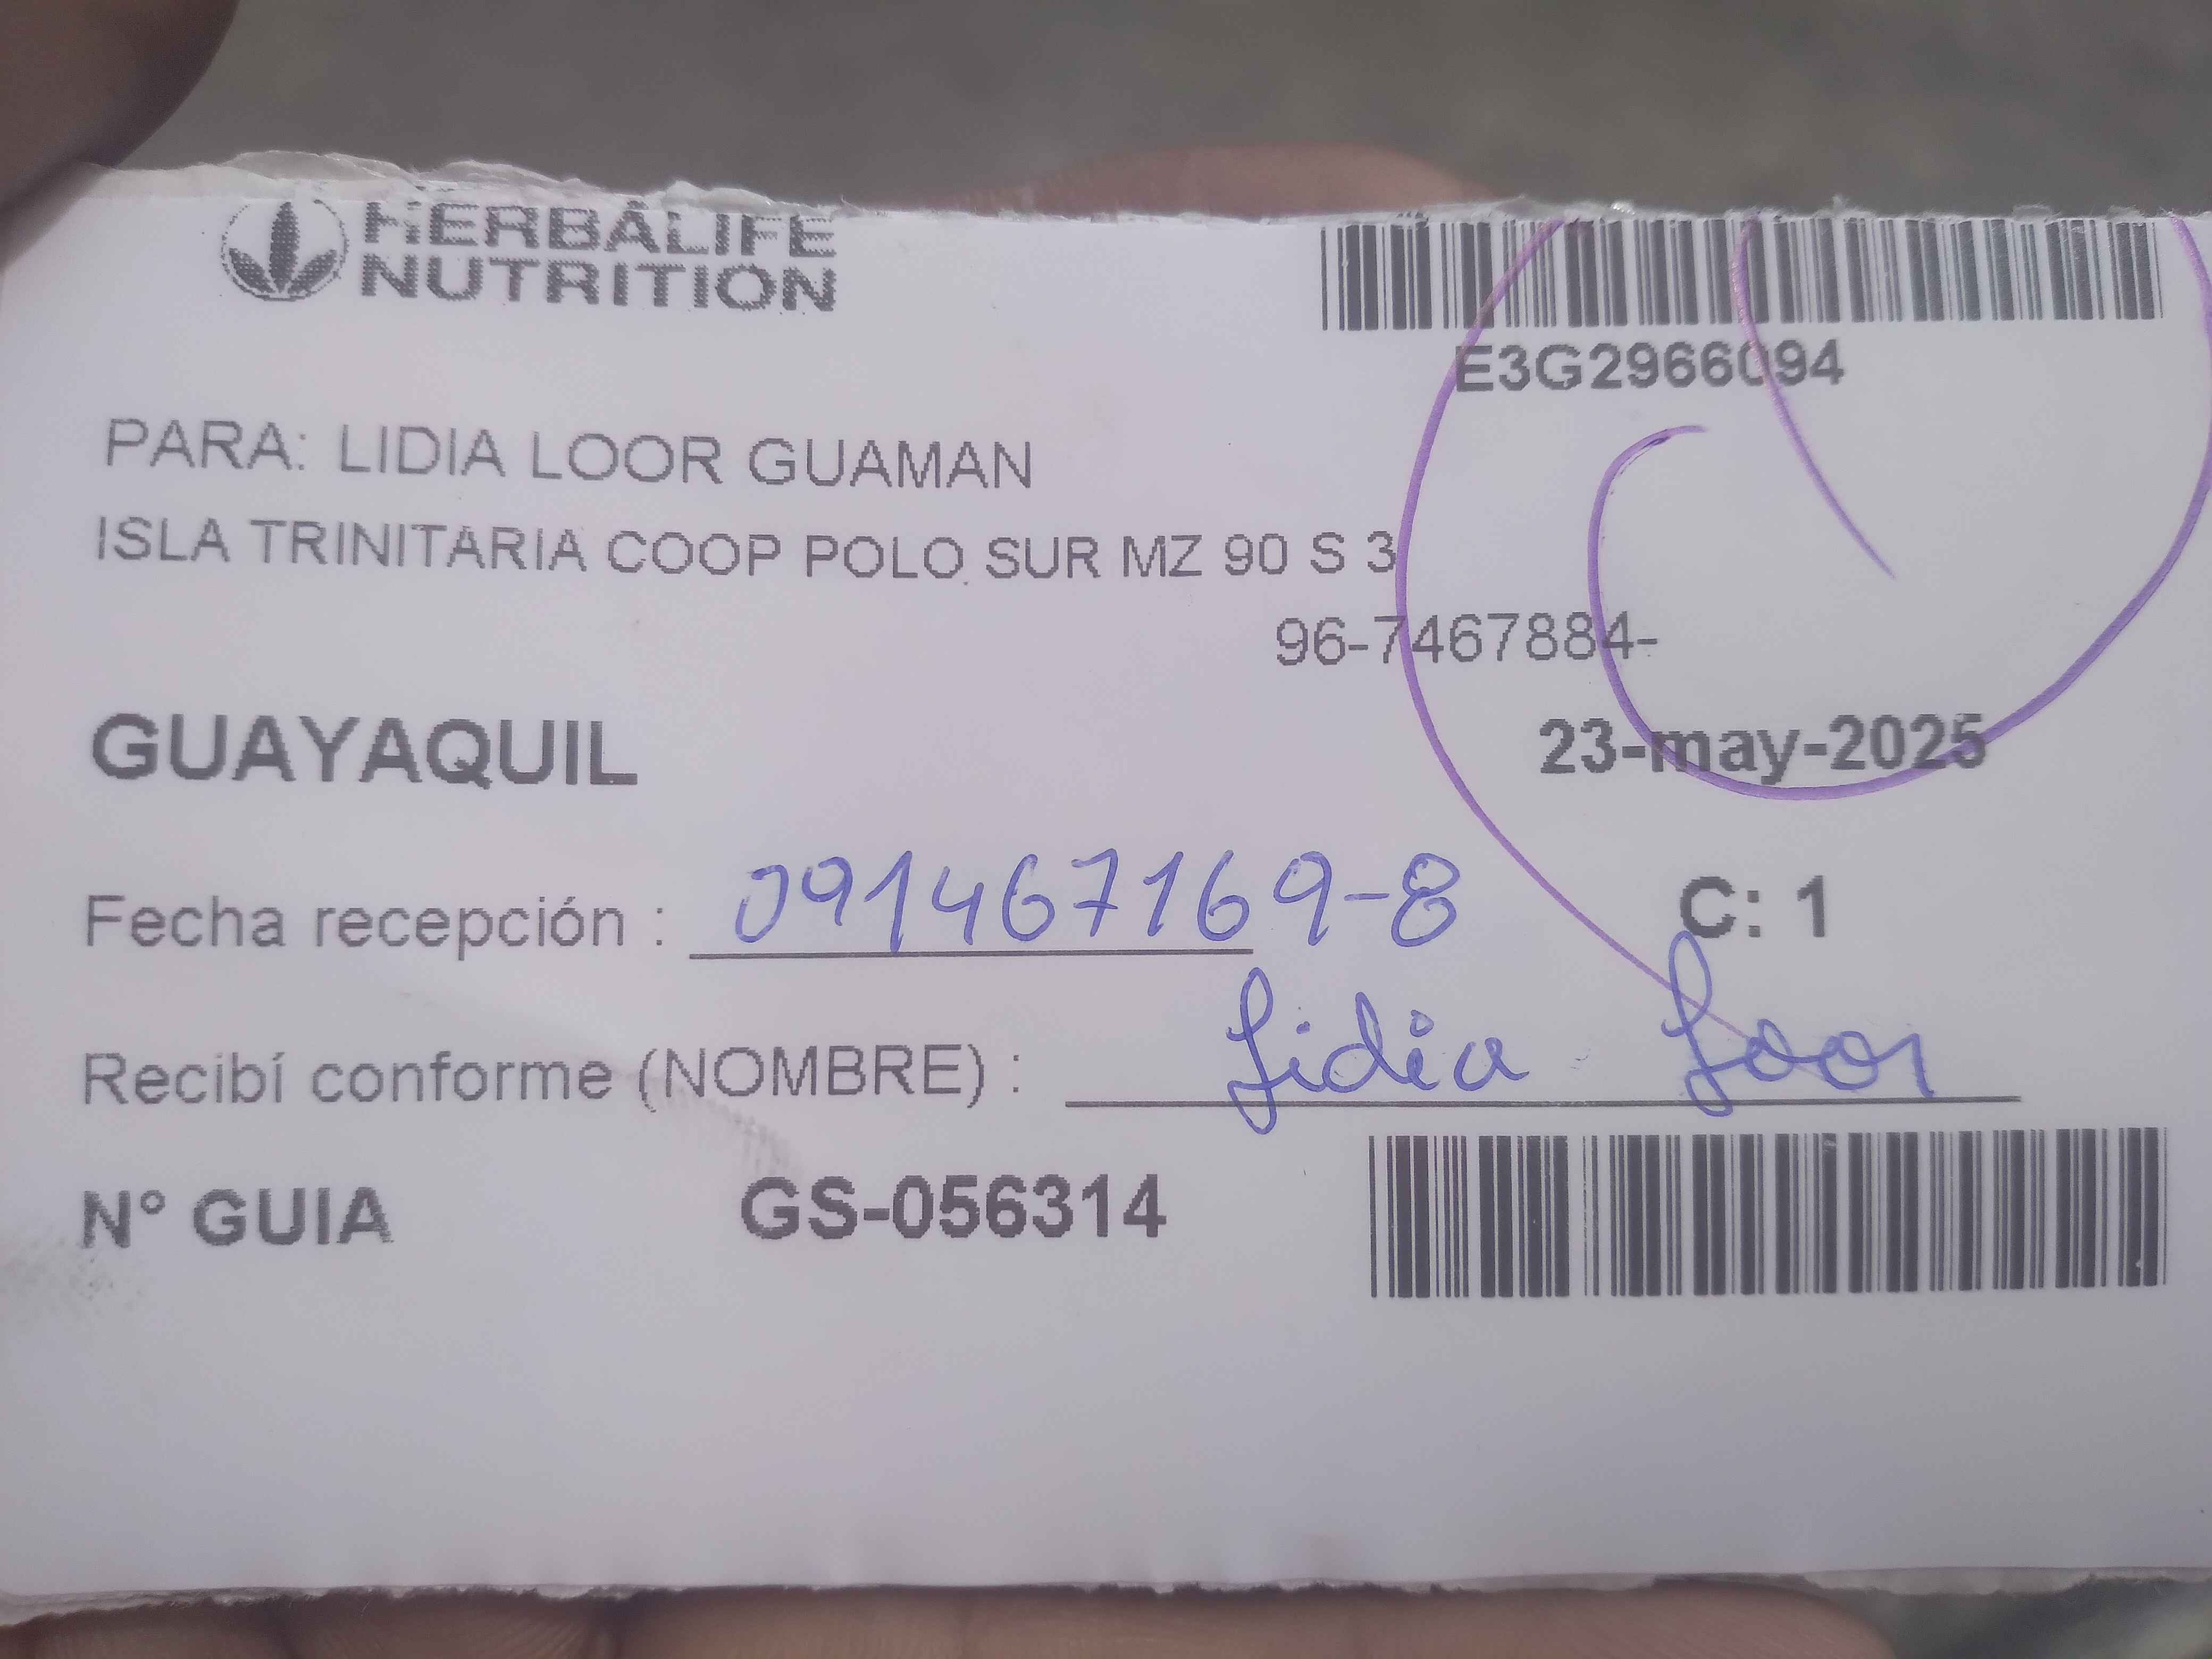 HERBALIFE
NUTRITION
E3G2966094
PARA: LIDIA LOOR GUAMAN
ISLA TRINITARIA COOP POLO SUR MZ 90 S 3
96-7467884-
GUAYAQUIL
23-may-2025
Fecha recepción : 091467169-8
C: 1
Recibí conforme (NOMBRE) : Lidia Loor
N° GUIA GS-056314